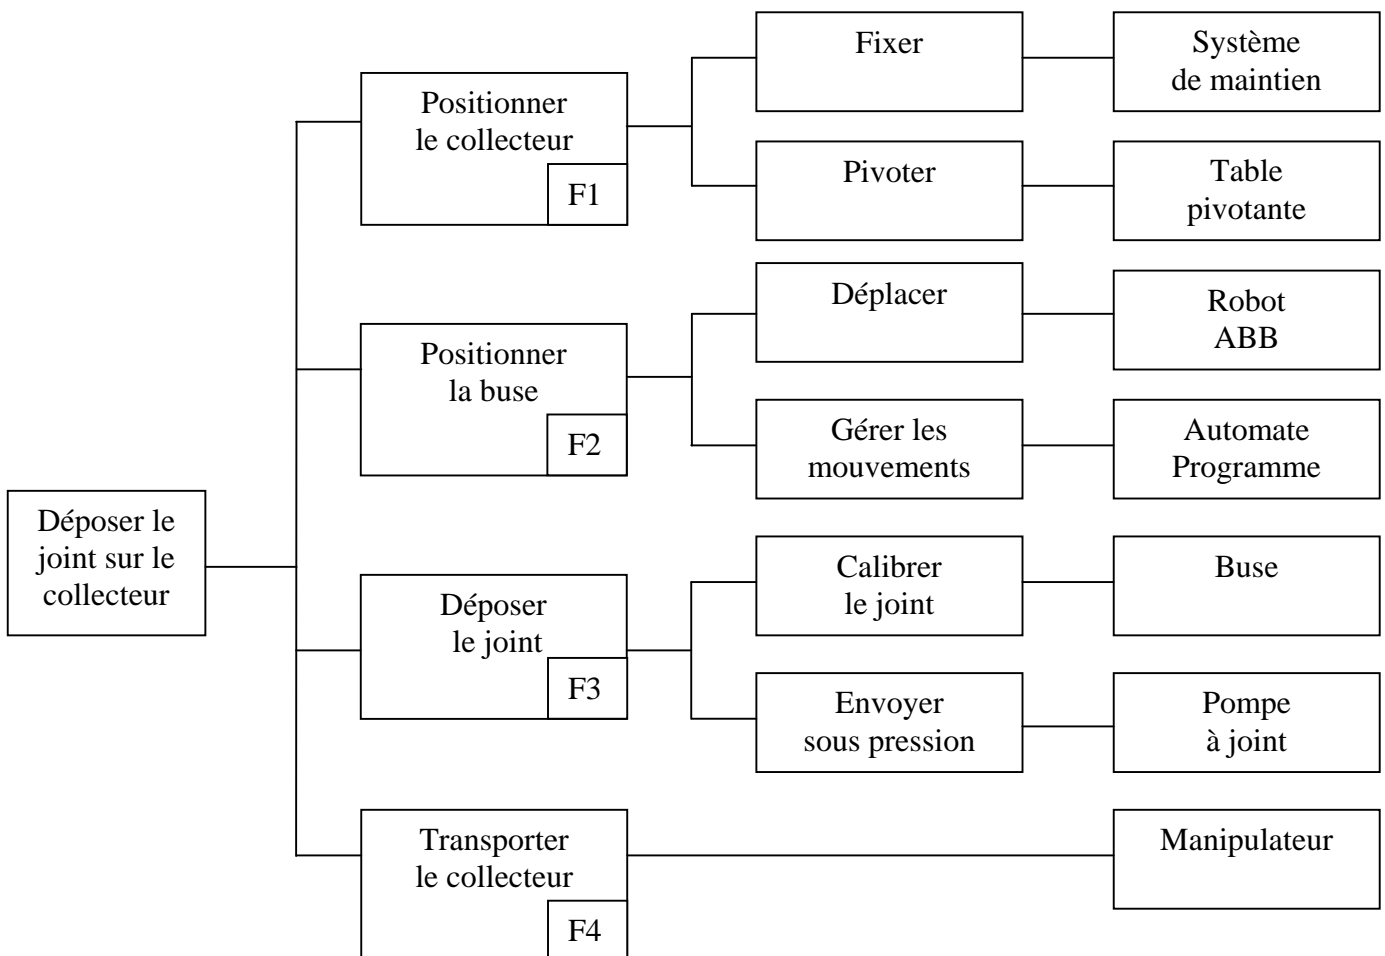 Déposer le
joint sur le
collecteur
Positionner
le collecteur
F1
Fixer
Système
de maintien
Pivoter
Table
pivotante
Positionner
la buse
F2
Déplacer
Robot
ABB
Gérer les
mouvements
Automate
Programme
Déposer
le joint
F3
Calibrer
le joint
Buse
Envoyer
sous pression
Pompe
à joint
Transporter
le collecteur
F4
Manipulateur